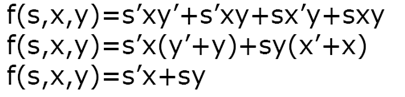 f(s,x,y)=s′xy′+s′xy+sx′y+sxy
f(s,x,y)=s′x(y′+y)+sy(x′+x)
f(s,x,y)=s′x+sy